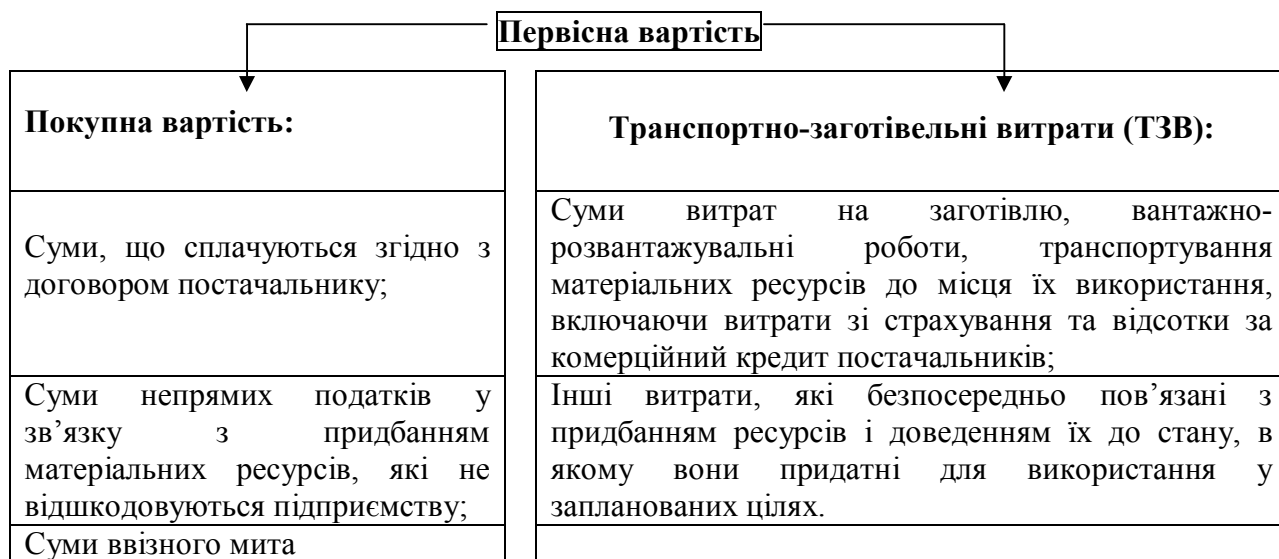 Первісна вартість
Покупна вартість:
Суми, що сплачуються згідно з
договором постачальнику;
Суми непрямих податків у
зв’язку з придбанням
матеріальних ресурсів, які не
відшкодовуються підприємству;
Суми ввізного мита
Транспортно-заготівельні витрати (ТЗВ):
Суми витрат на заготівлю, вантажно-
розвантажувальні роботи, транспортування
матеріальних ресурсів до місця їх використання,
включаючи витрати зі страхування та відсотки за
комерційний кредит постачальників;
Інші витрати, які безпосередньо пов’язані з
придбанням ресурсів і доведенням їх до стану, в
якому вони придатні для використання у
запланованих цілях.